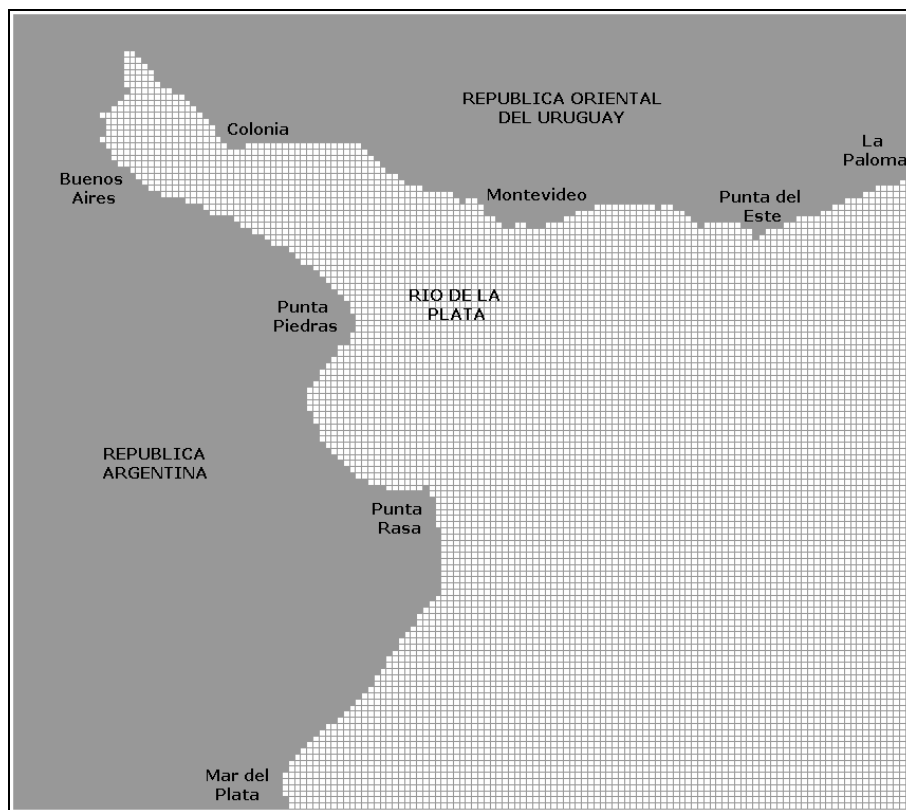 REPUBLICA ORIENTAL
DEL URUGUAY
Colonia
La
Paloma
Buenos
Aires
Montevideo
Punta del
Este
Punta
Piedras
RIO DE LA
PLATA
REPUBLICA
ARGENTINA
Punta
Rasa
Mar del
Plata